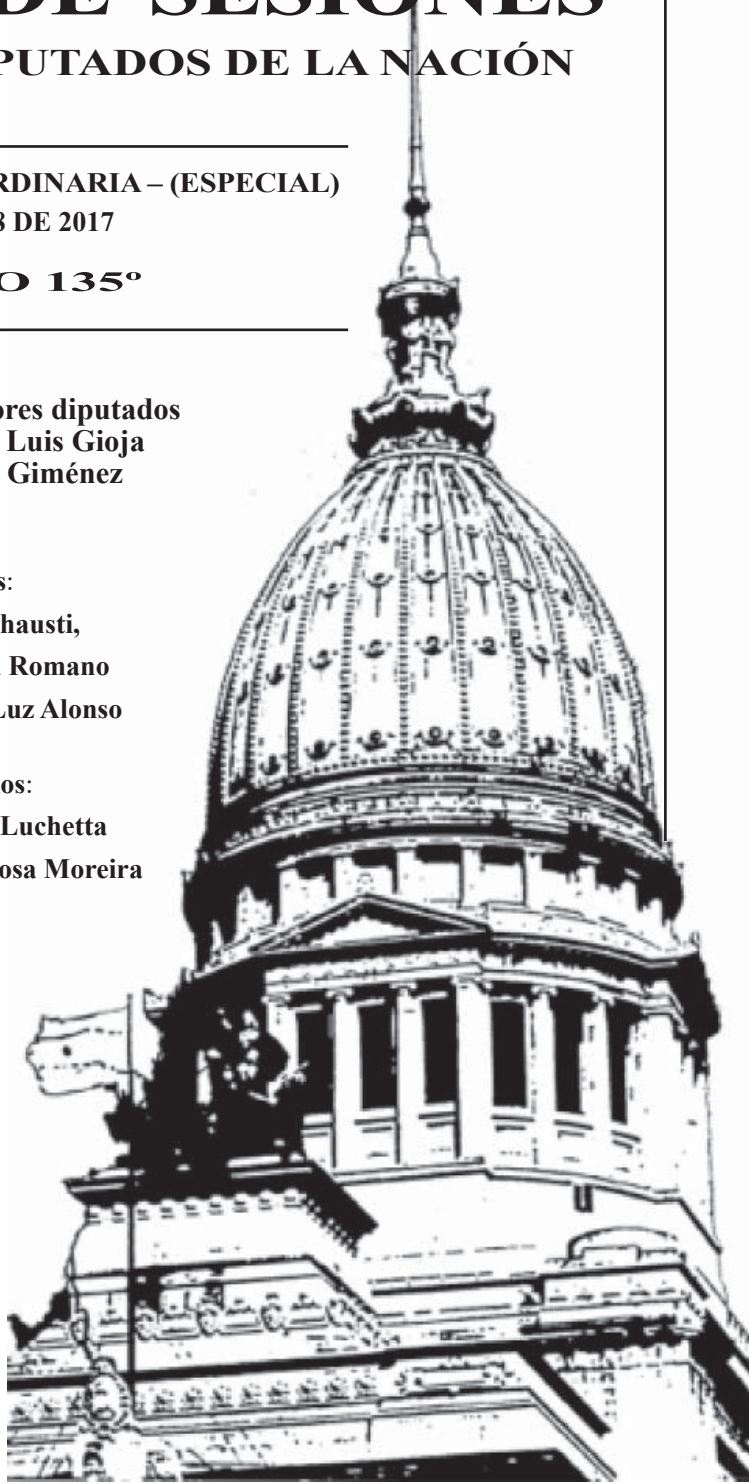 DE SESIONES
PUTADOS DE LA NACIÓN
RDINARIA – (ESPECIAL)
8 DE 2017
O 135º
ores diputados
Luis Gioja
Giménez
s:
hausti,
Romano
Luz Alonso
os:
Luchetta
osa Moreira